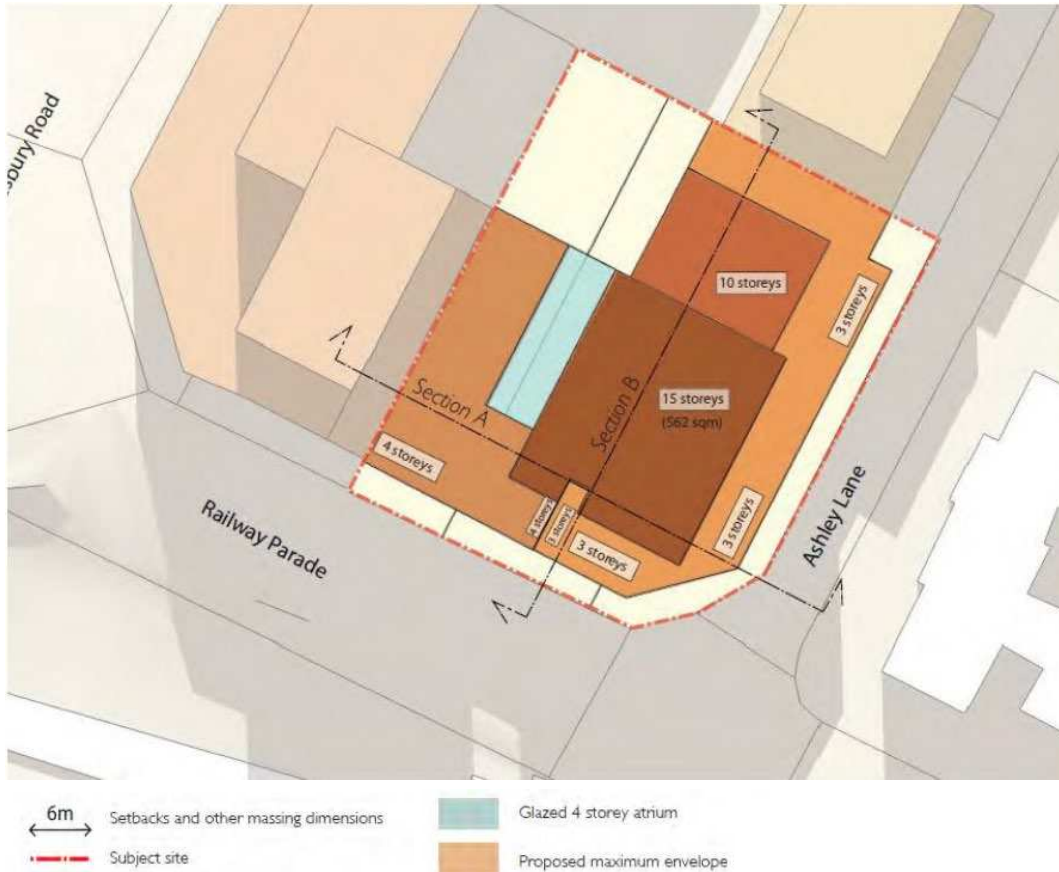 sbury Road
10 storeys
3 storeys
15 storeys
(562 sqm)
Section A
Section B
4 storeys
4 storeys
3 storeys
3 storeys
3 storeys
Railway Parade
Ashley Lane
6m
Setbacks and other massing dimensions
Subject site
Glazed 4 storey atrium
Proposed maximum envelope